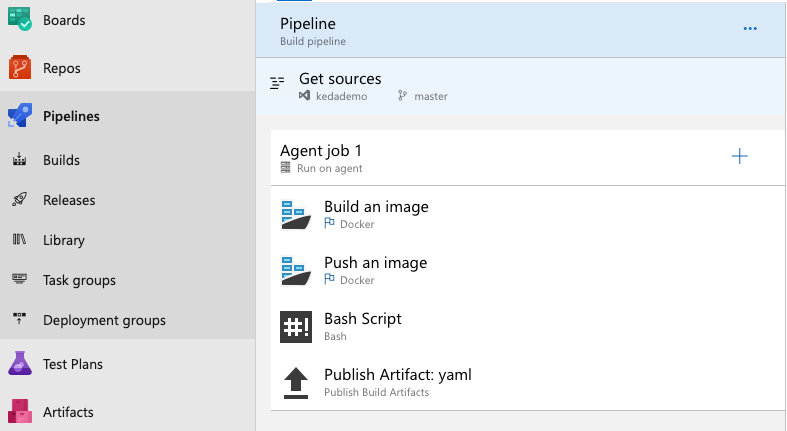 Boards
Repos
Pipelines
Builds
Releases
Library
Task groups
Deployment groups
Test Plans
Artifacts
Pipeline
...
Build pipeline
Get sources
kedademo master
Agent job 1
Run on agent
Build an image
Docker
Push an image
Docker
#!
Bash Script
Bash
Publish Artifact: yaml
Publish Build Artifacts